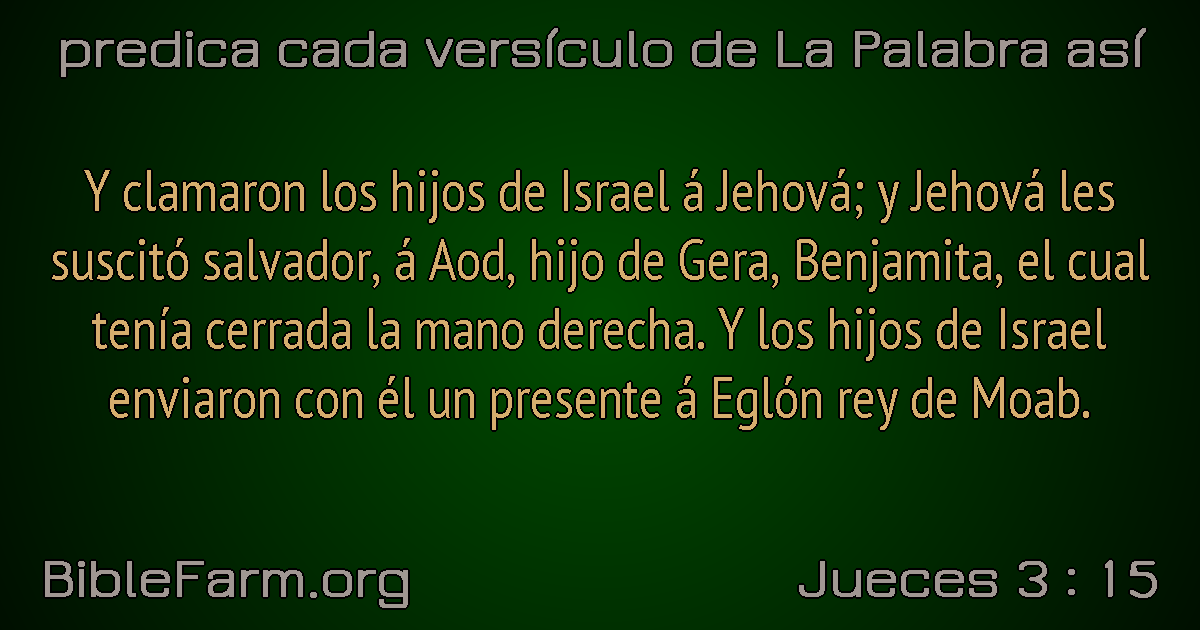 predica cada versículo de La Palabra así
Y clamaron los hijos de Israel á Jehová; y Jehová les
suscitó salvador, á Aod, hijo de Gera, Benjamita, el cual
tenía cerrada la mano derecha. Y los hijos de Israel
enviaron con él un presente á Eglón rey de Moab.
BibleFarm.org
Jueces 3 : 15